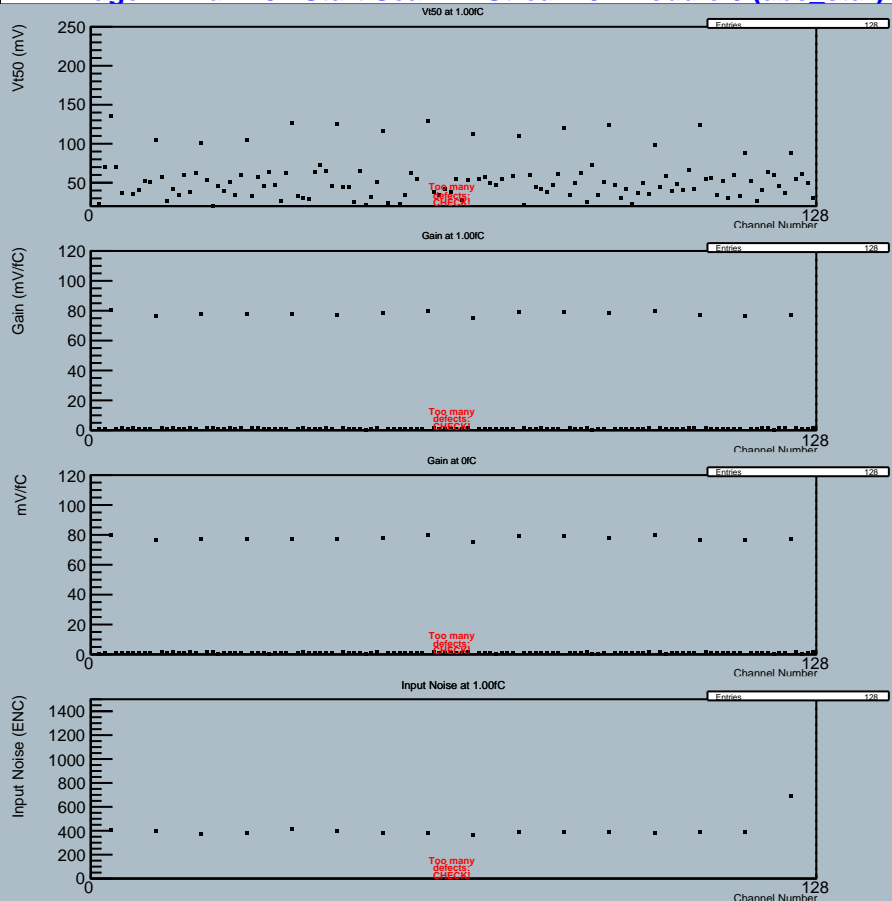 Vt50 at 1.00fC
Entries 128
Vt50 (mV)
250
200
150
100
50
Too many
defects:
CHECK!
0
128
Channel Number
Gain at 1.00fC
Entries 128
Gain (mV/fC)
120
100
80
60
40
20
0
Too many
defects:
CHECK!
0
128
Channel Number
Gain at 0fC
Entries 128
mV/fC
120
100
80
60
40
20
0
Too many
defects:
CHECK!
0
128
Channel Number
Input Noise at 1.00fC
Entries 128
Input Noise (ENC)
1400
1200
1000
800
600
400
200
0
Too many
defects:
CHECK!
0
128
Channel Number